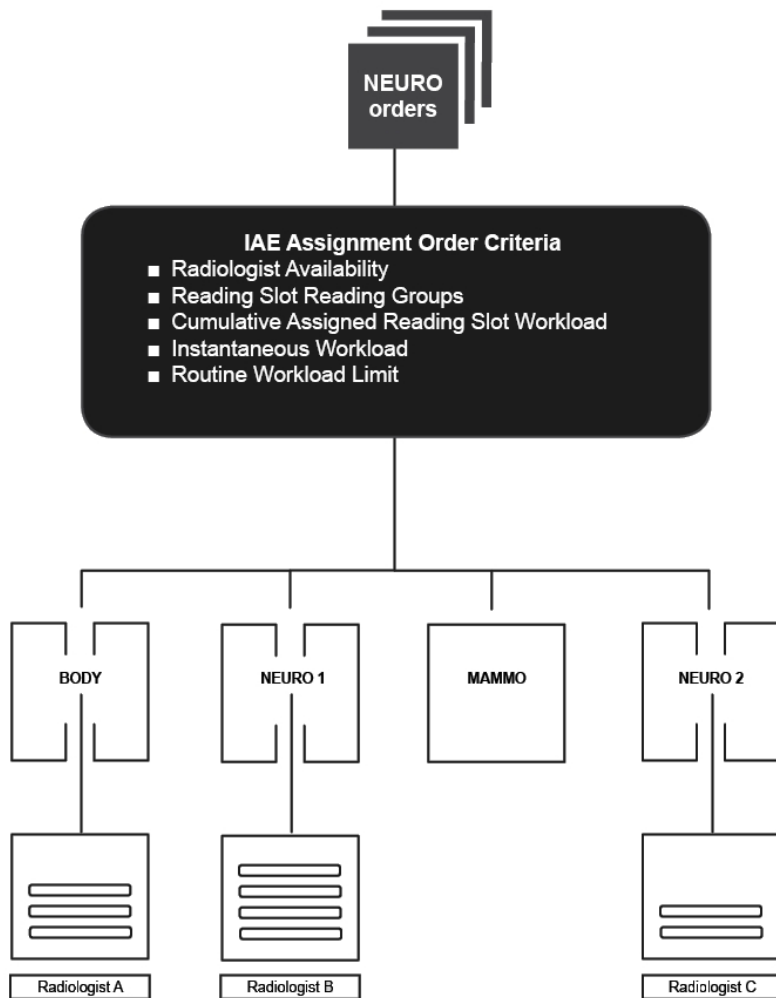 NEURO
orders
IAE Assignment Order Criteria
■ Radiologist Availability
■ Reading Slot Reading Groups
■ Cumulative Assigned Reading Slot Workload
■ Instantaneous Workload
■ Routine Workload Limit
BODY
NEURO 1
MAMMO
NEURO 2
Radiologist A
Radiologist B
Radiologist C